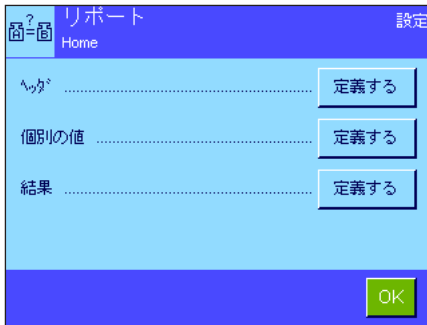 リポート
設定
Home
ﾍｯﾀﾞ ........................................................ 定義する
個別の値 ................................................ 定義する
結果 ........................................................ 定義する
OK